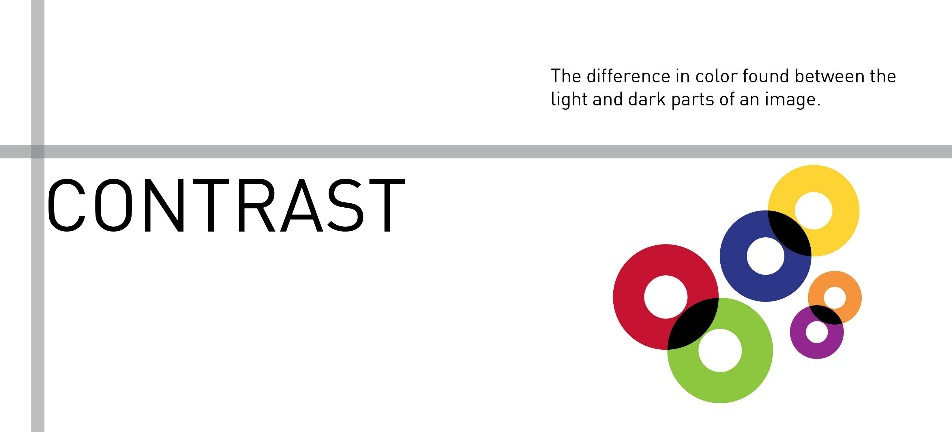 The difference in color found between the
light and dark parts of an image.
CONTRAST